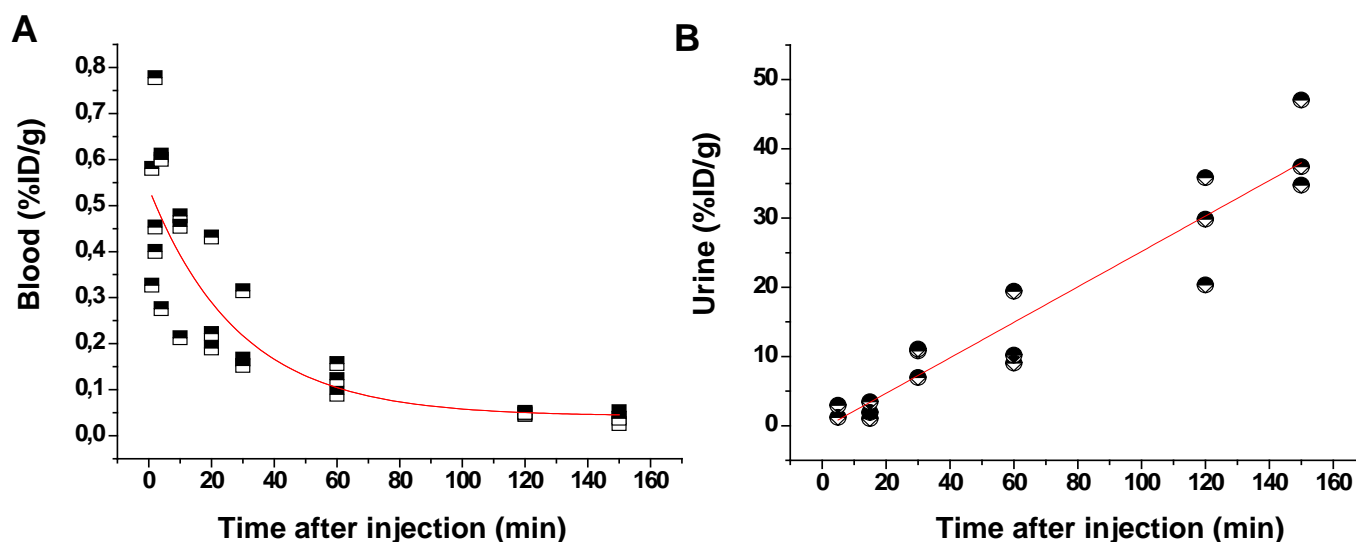 A
B
0,8
0,7
0,6
0,5
0,4
0,3
0,2
0,1
0,0
Blood (%ID/g)
0 20 40 60 80 100 120 140 160
Time after injection (min)
50
40
30
20
10
0
Urine (%ID/g)
0 20 40 60 80 100 120 140 160
Time after injection (min)